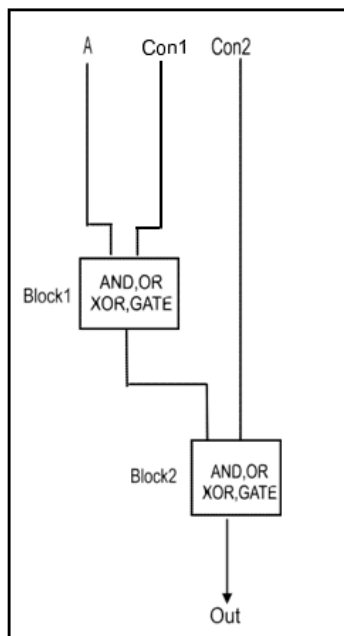 A Con1 Con2
Block1
AND,OR
XOR,GATE
Block2
AND,OR
XOR,GATE
Out